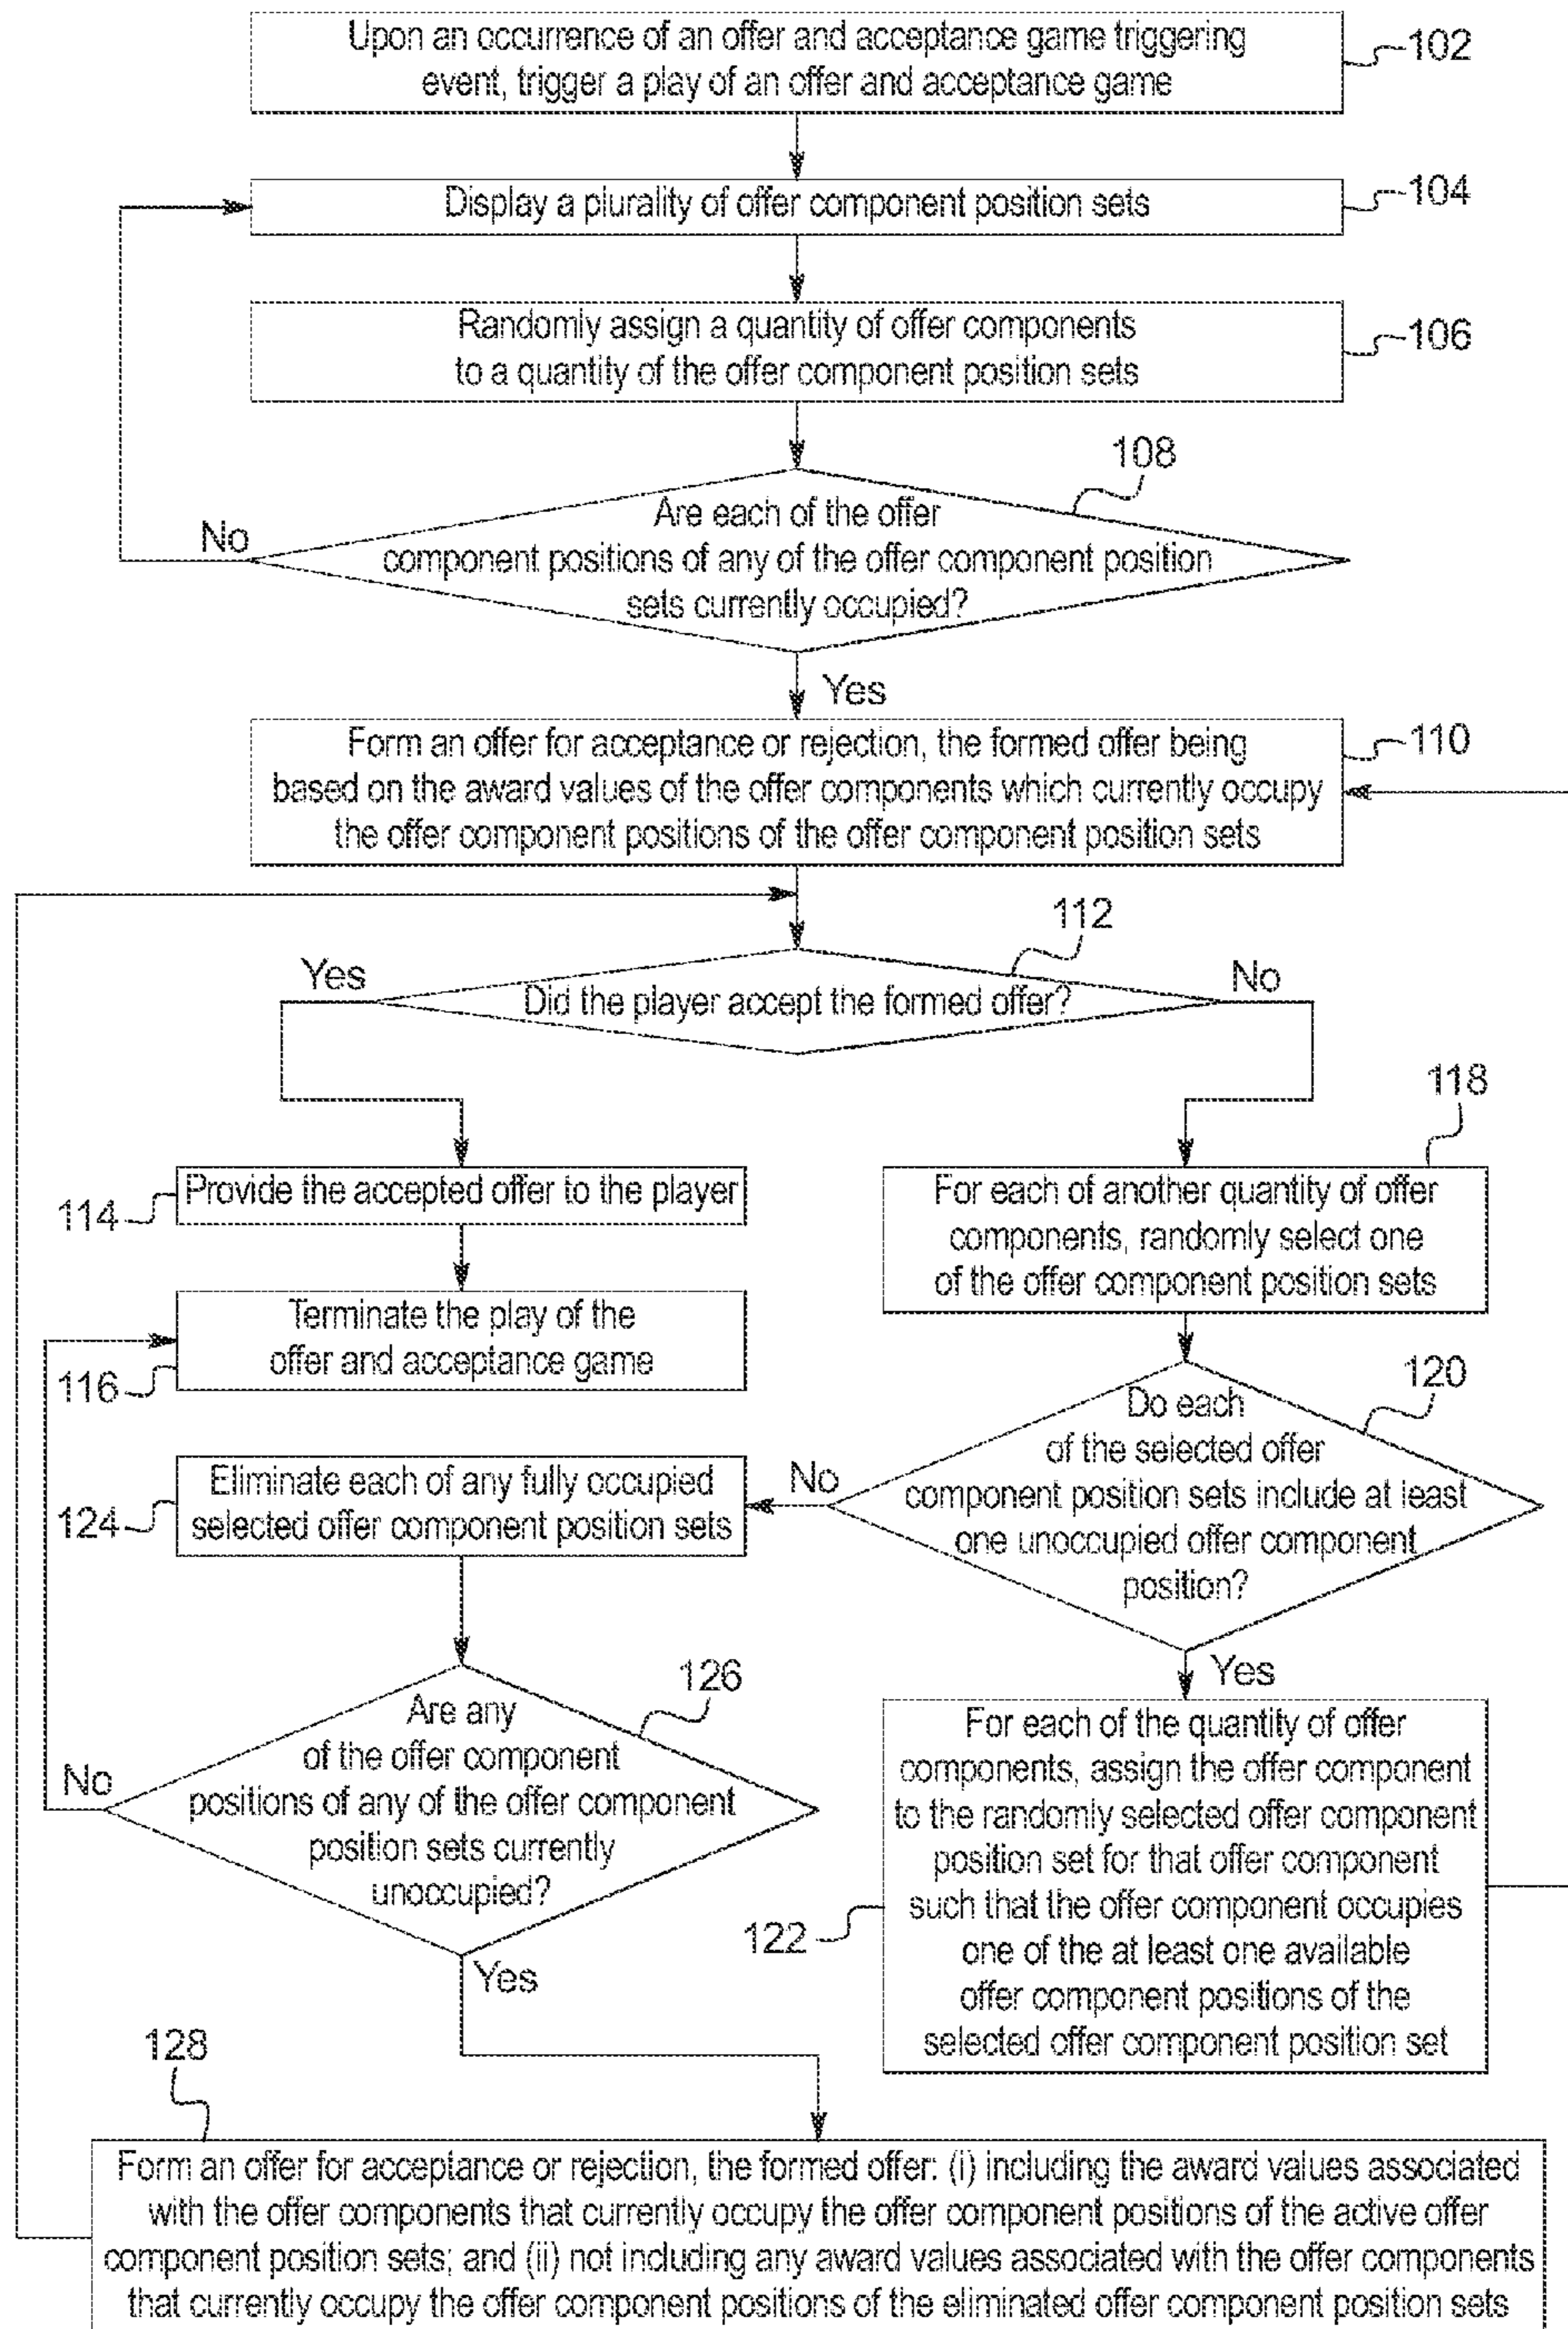 Upon an occurrence of an offer and acceptance game triggering
event, trigger a play of an offer and acceptance game
102
Display a plurality of offer component position sets
104
Randomly assign a quantity of offer components
to a quantity of the offer component position sets
106
108
Are each of the offer
component positions of any of the offer component position
sets currently occupied?
No
Yes
Form an offer for acceptance or rejection, the formed offer being
based on the award values of the offer components which currently occupy
the offer component positions of the offer component position sets
110
112
Yes
Did the player accept the formed offer?
No
114
Provide the accepted offer to the player
118
For each of another quantity of offer
components, randomly select one
of the offer component position sets
Terminate the play of the
offer and acceptance game
116
120
Do each
of the selected offer
component position sets include at least
one unoccupied offer component
position?
No
Yes
Eliminate each of any fully occupied
selected offer component position sets
124
126
Are any
of the offer component
positions of any of the offer component
position sets currently
unoccupied?
No
Yes
For each of the quantity of offer
components, assign the offer component
to the randomly selected offer component
position set for that offer component
such that the offer component occupies
one of the at least one available
offer component positions of the
selected offer component position set
122
128
Form an offer for acceptance or rejection, the formed offer: (i) including the award values associated
with the offer components that currently occupy the offer component positions of the active offer
component position sets; and (ii) not including any award values associated with the offer components
that currently occupy the offer component positions of the eliminated offer component position sets